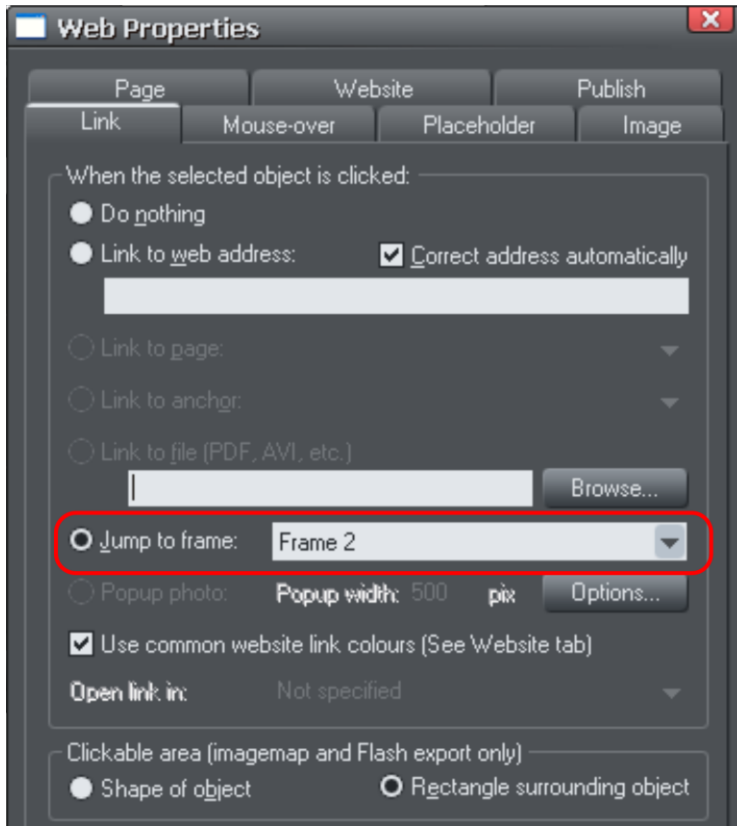 Web Properties
Page Website Publish
Link Mouse-over Placeholder Image
When the selected object is clicked:
Do nothing
Link to web address: Correct address automatically
Link to page:
Link to anchor:
Link to file (PDF, AVI, etc.)
Browse...
Jump to frame: Frame 2
Popup photo: Popup width: 500 pix Options...
Use common website link colours (See Website tab)
Open link in: Not specified
Clickable area (imagemap and Flash export only)
Shape of object Rectangle surrounding object